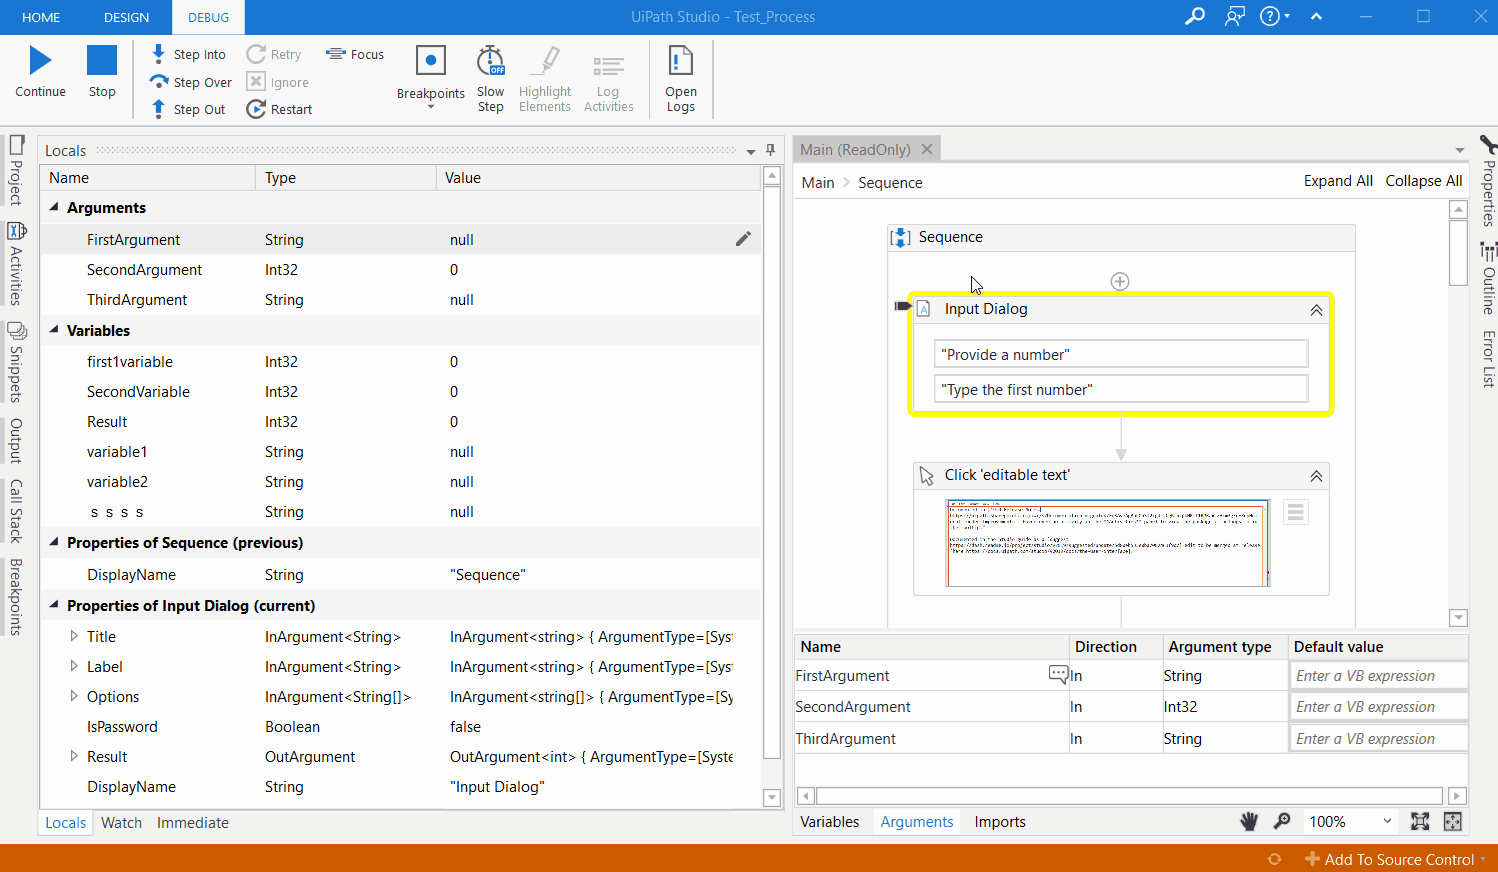 HOME DESIGN DEBUG UiPath Studio - Test_Process
Continue
Stop
Step Into
Step Over
Step Out
Retry
Ignore
Restart
Focus
Breakpoints
OFF
Slow Step
Highlight Elements
Log Activities
Open Logs
Project
Activities
Snippets
Output
Call Stack
Breakpoints
Locals
Name Type Value
Arguments
FirstArgument String null
SecondArgument Int32 0
ThirdArgument String null
Variables
first1variable Int32 0
SecondVariable Int32 0
Result Int32 0
variable1 String null
variable2 String null
s s s s
Properties of Sequence (previous)
DisplayName String "Sequence"
Properties of Input Dialog (current)
Title InArgument<String> InArgument<string> { ArgumentType=[Syst
Label InArgument<String> InArgument<string> { ArgumentType=[Syst
Options InArgument<String[]> InArgument<string[]> { ArgumentType=[Sy
IsPassword Boolean false
Result OutArgument OutArgument<int> { ArgumentType=[Syste
DisplayName String "Input Dialog"
Locals Watch Immediate
Main (ReadOnly)
Main > Sequence Expand All Collapse All
Sequence
Input Dialog
"Provide a number"
"Type the first number"
Click 'editable text'
Name Direction Argument type Default value
FirstArgument In String Enter a VB expression
SecondArgument In Int32 Enter a VB expression
ThirdArgument In String Enter a VB expression
Variables Arguments Imports 100%
Properties
Outline
Error List
Add To Source Control